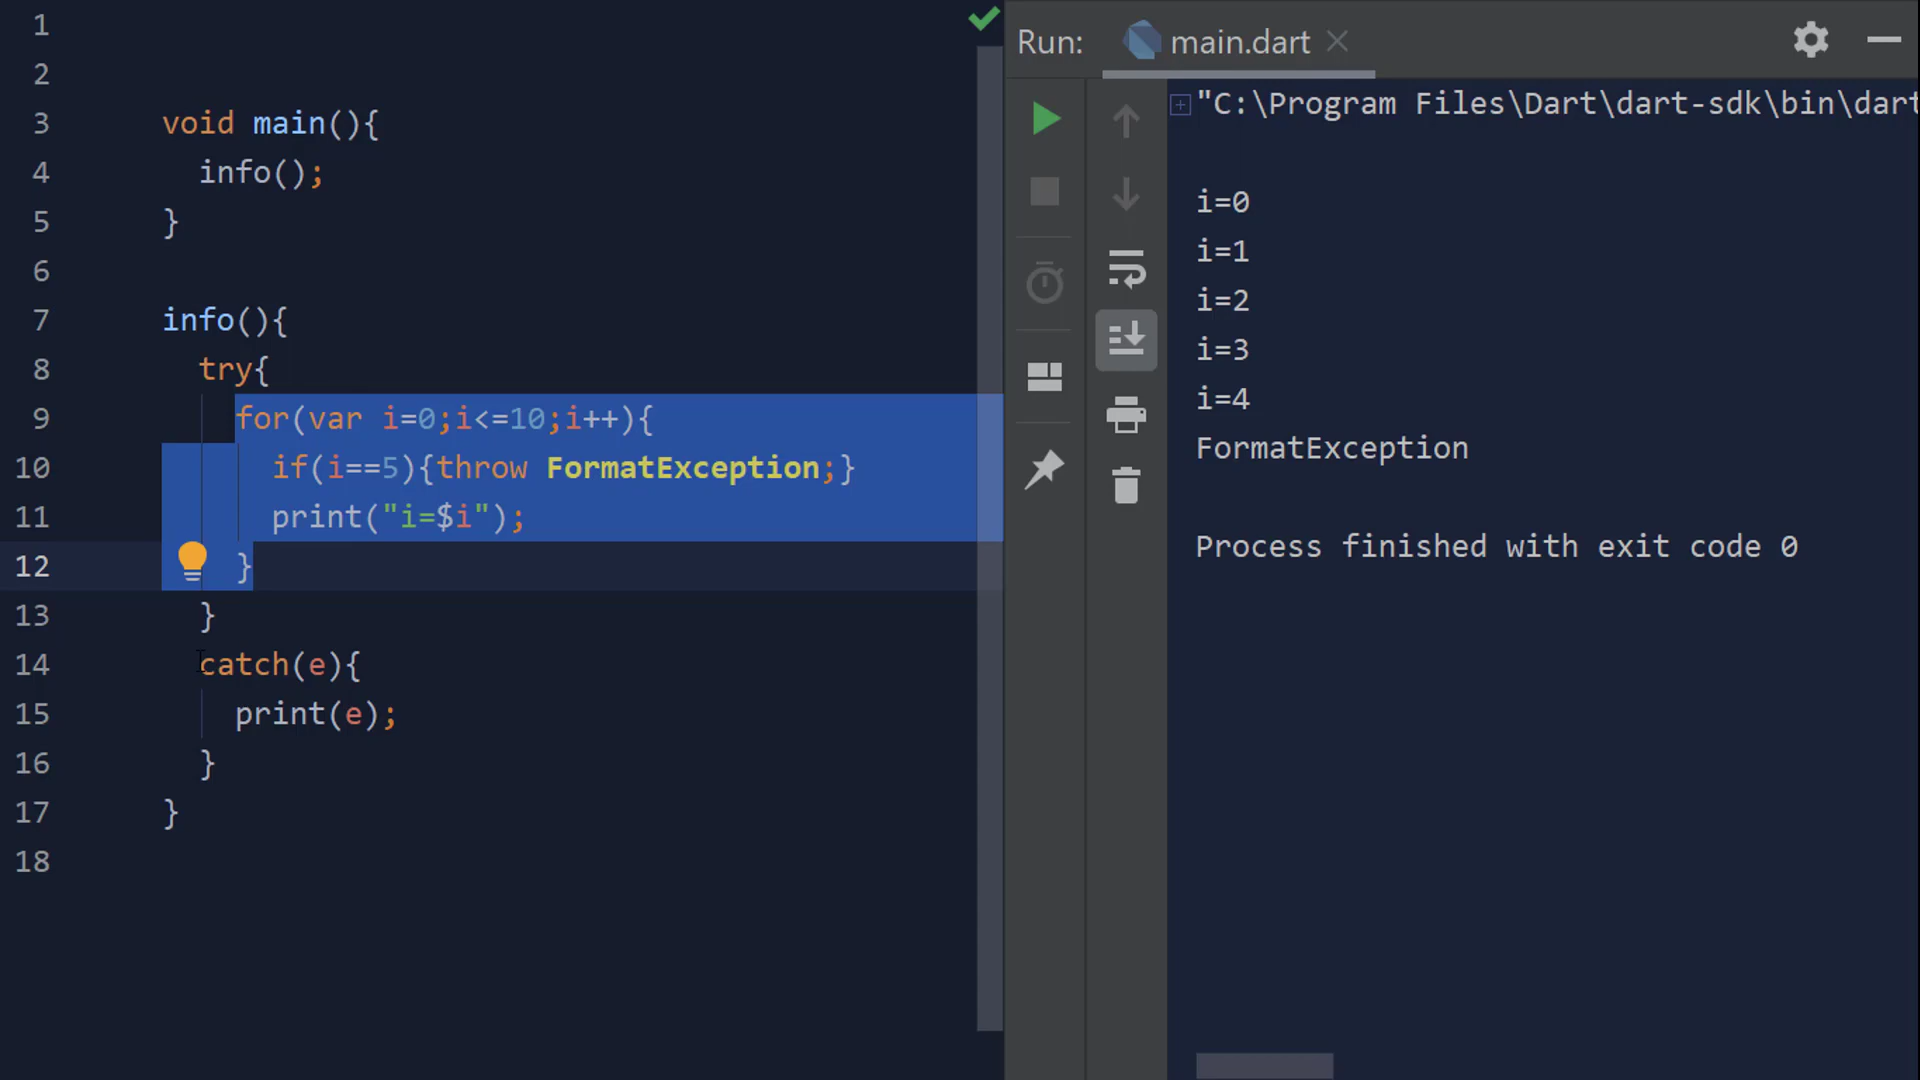 1
2
3 void main(){
4 info();
5 }
6
7 info(){
8 try{
9 for(var i=0;i<=10;i++){
10 if(i==5){throw FormatException;}
11 print("i=$i");
12 }
13 }
14 catch(e){
15 print(e);
16 }
17 }
18
Run: main.dart
"C:\Program Files\Dart\dart-sdk\bin\dart
i=0
i=1
i=2
i=3
i=4
FormatException
Process finished with exit code 0